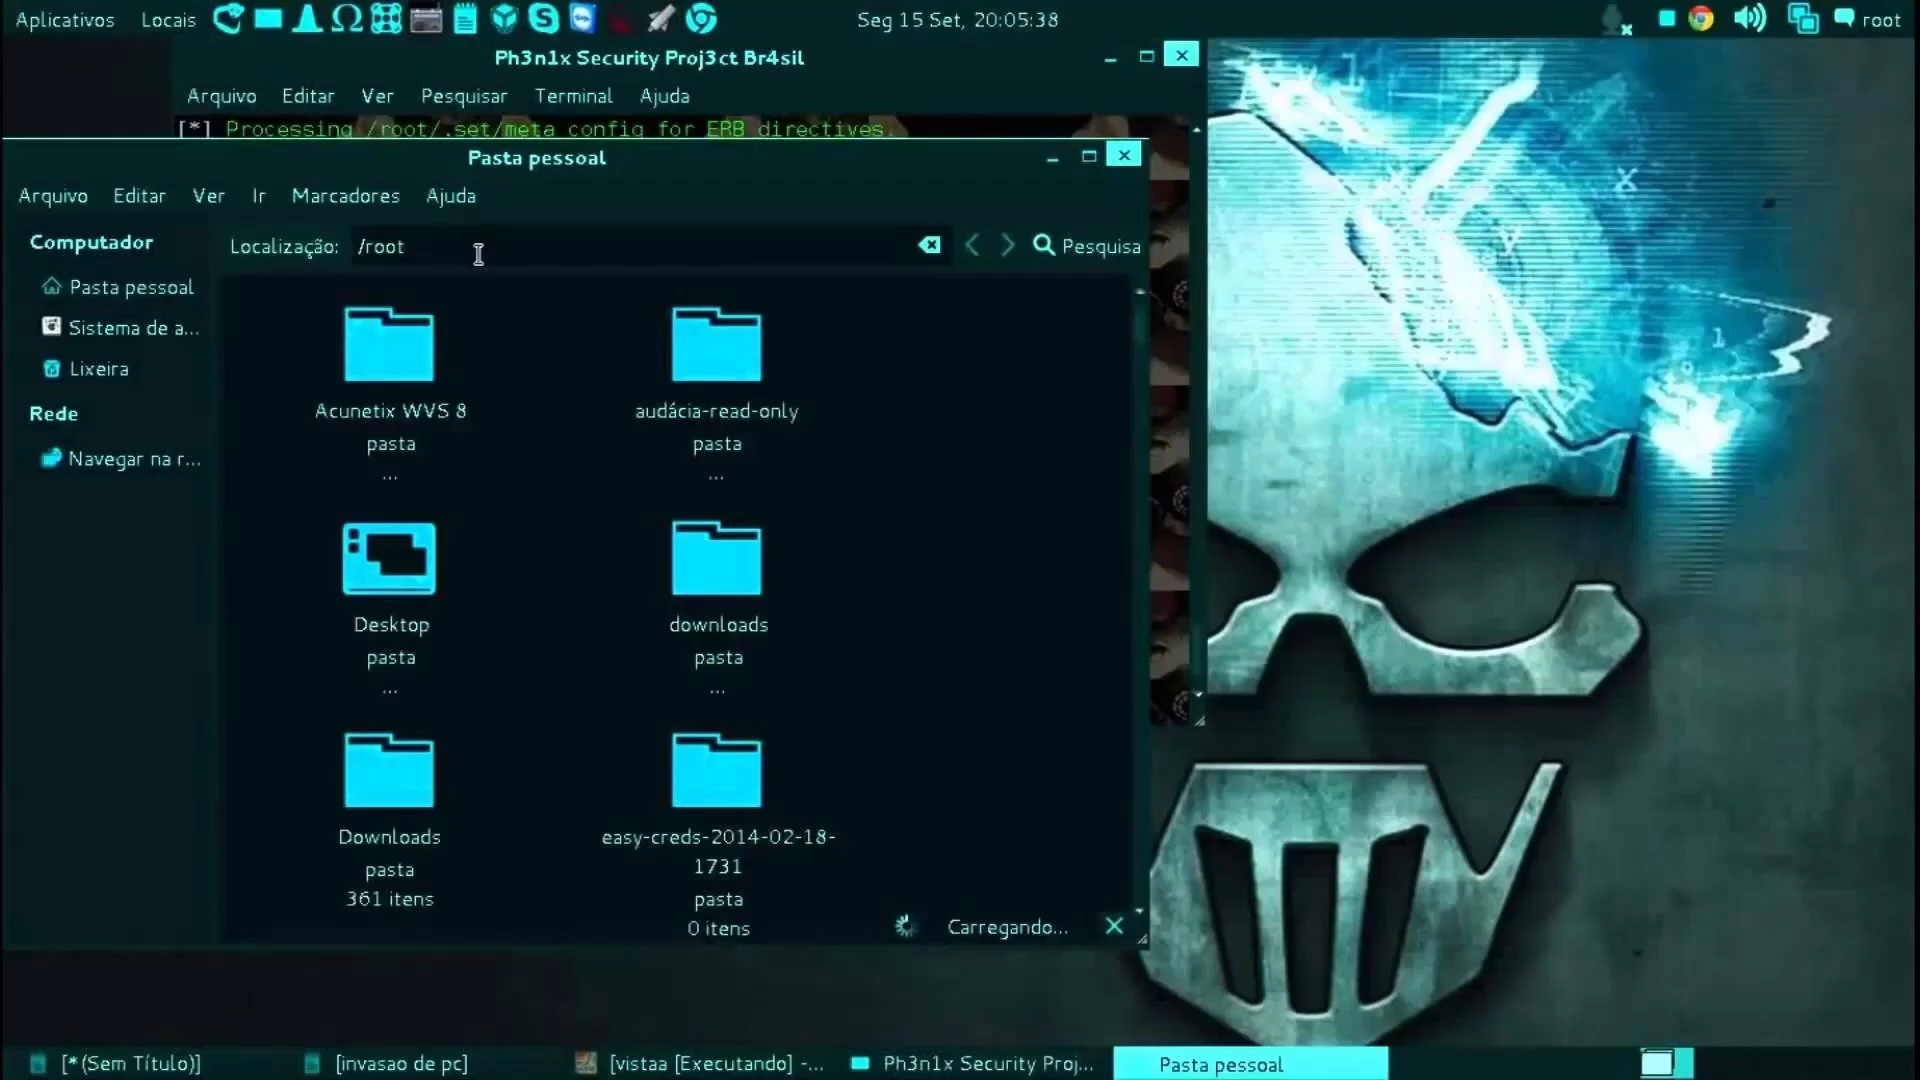 Aplicativos Locais Seg 15 Set, 20:05:38 root
Ph3n1x Security Proj3ct Br4sil
Arquivo Editar Ver Pesquisar Terminal Ajuda
[*] Processing /root/.set/meta_config for ERB directives.
Pasta pessoal
Arquivo Editar Ver Ir Marcadores Ajuda
Computador
Pasta pessoal
Sistema de a...
Lixeira
Rede
Navegar na r...
Localização: /root Pesquisa
Acunetix WVS 8
pasta
...
audácia-read-only
pasta
...
Desktop
pasta
...
downloads
pasta
...
Downloads
pasta
361 itens
easy-creds-2014-02-18-
1731
pasta
0 itens
Carregando...
[*(Sem Título)] [invasao de pc] [vistaa [Executando] -... Ph3n1x Security Proj... Pasta pessoal